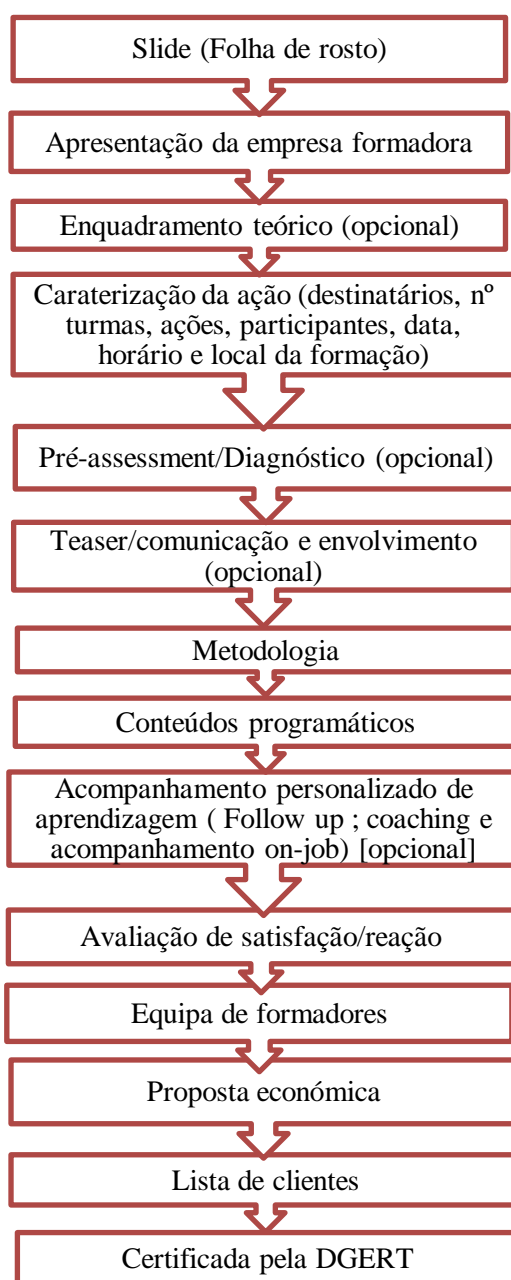 Slide (Folha de rosto)
Apresentação da empresa formadora
Enquadramento teórico (opcional)
Caraterização da ação (destinatários, nº
turmas, ações, participantes, data,
horário e local da formação)
Pré-assessment/Diagnóstico (opcional)
Teaser/comunicação e envolvimento
(opcional)
Metodologia
Conteúdos programáticos
Acompanhamento personalizado de
aprendizagem ( Follow up ; coaching e
acompanhamento on-job) [opcional]
Avaliação de satisfação/reação
Equipa de formadores
Proposta económica
Lista de clientes
Certificada pela DGERT